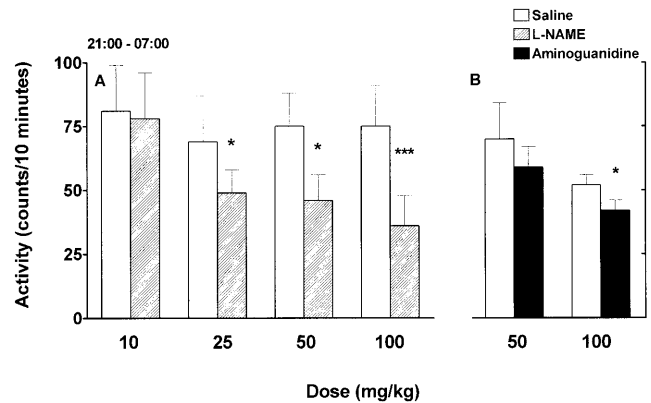 Saline
L-NAME
Aminoguanidine
21:00 - 07:00
100
75
50
25
0
A
*
*
***
B
*
10
25
50
100
50
100
Activity (counts/10 minutes)
Dose (mg/kg)